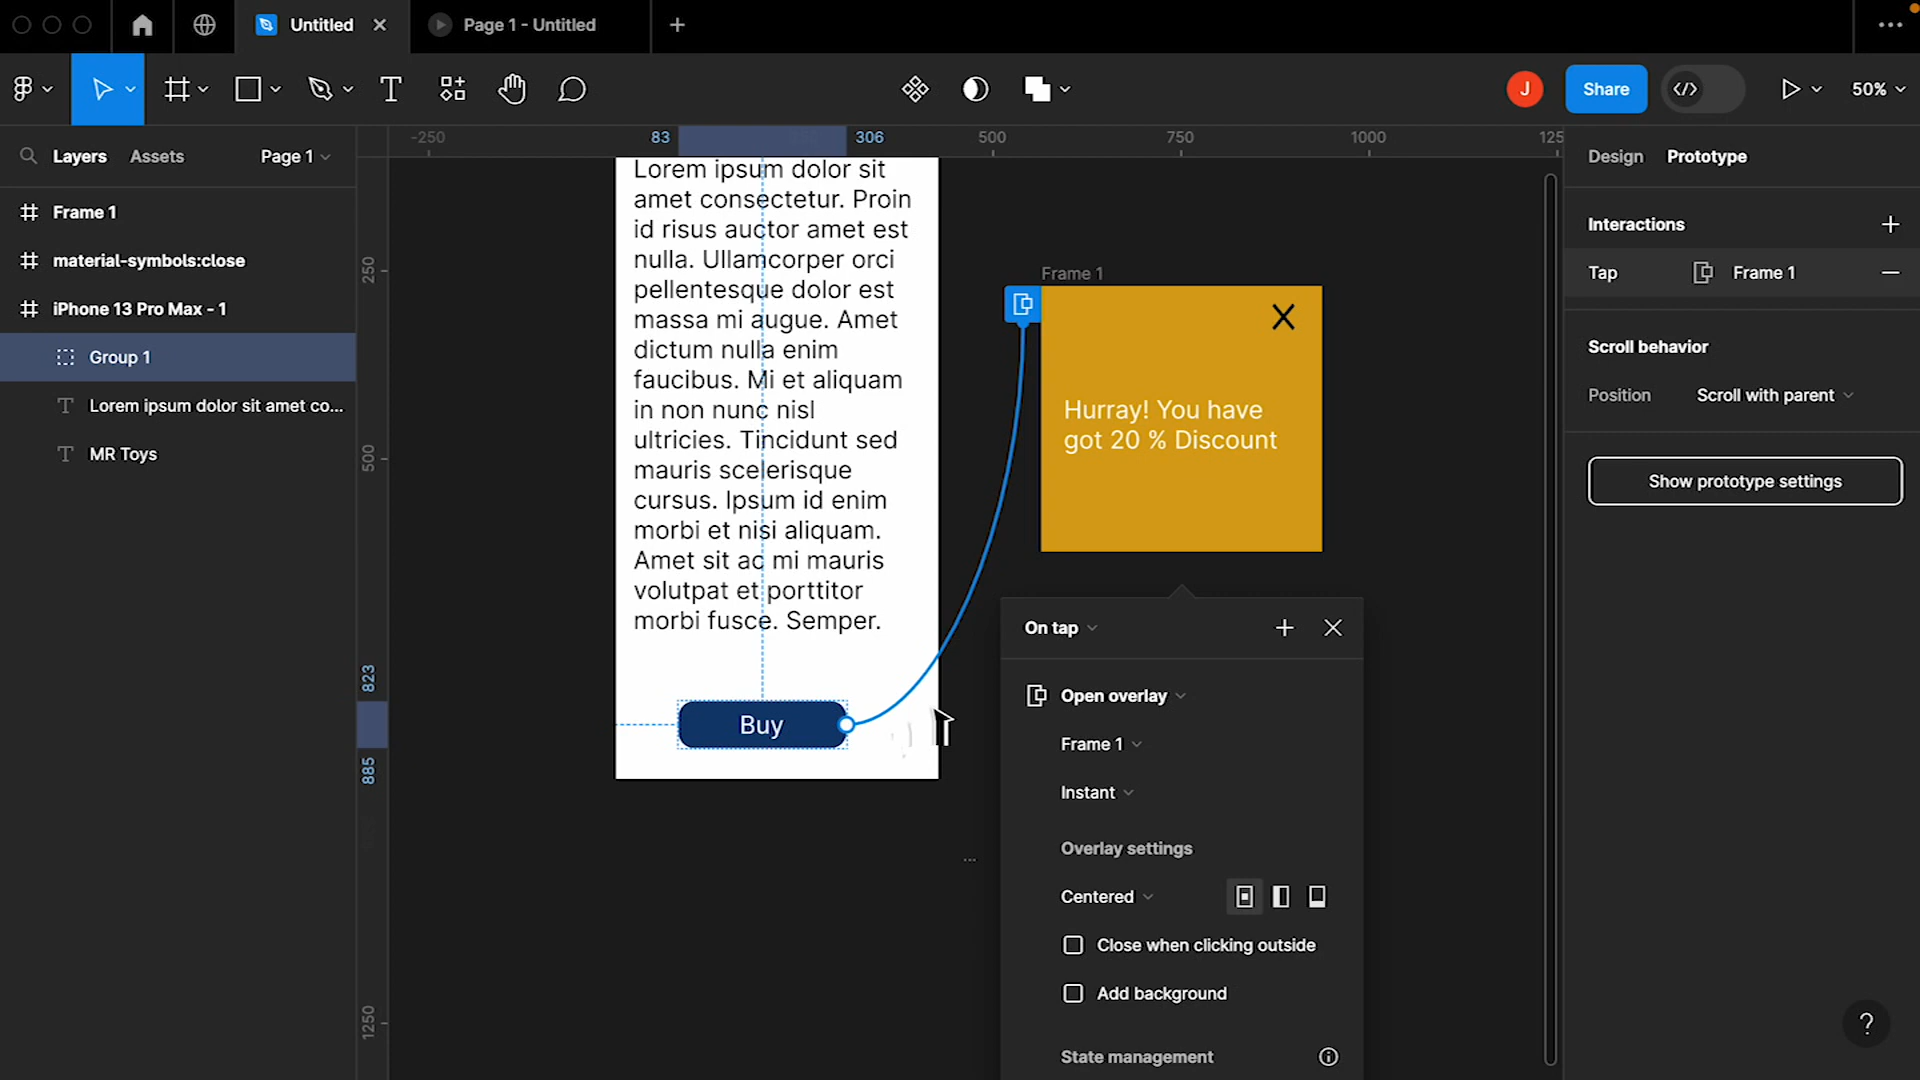 Untitled
Page 1 - Untitled
J
Share
50%
Layers
Assets
Page 1
-250
83
306
500
750
1000
125
Design
Prototype
Frame 1
material-symbols:close
iPhone 13 Pro Max - 1
Group 1
Lorem ipsum dolor sit amet co...
MR Toys
250
500
823
885
1250
Lorem ipsum dolor sit
amet consectetur. Proin
id risus auctor amet est
nulla. Ullamcorper orci
pellentesque dolor est
massa mi augue. Amet
dictum nulla enim
faucibus. Mi et aliquam
in non nunc nisl
ultricies. Tincidunt sed
mauris scelerisque
cursus. Ipsum id enim
morbi et nisi aliquam.
Amet sit ac mi mauris
volutpat et porttitor
morbi fusce. Semper.
Buy
Frame 1
Hurray! You have
got 20 % Discount
On tap
Open overlay
Frame 1
Instant
Overlay settings
Centered
Close when clicking outside
Add background
State management
Interactions
Tap
Frame 1
Scroll behavior
Position
Scroll with parent
Show prototype settings
?